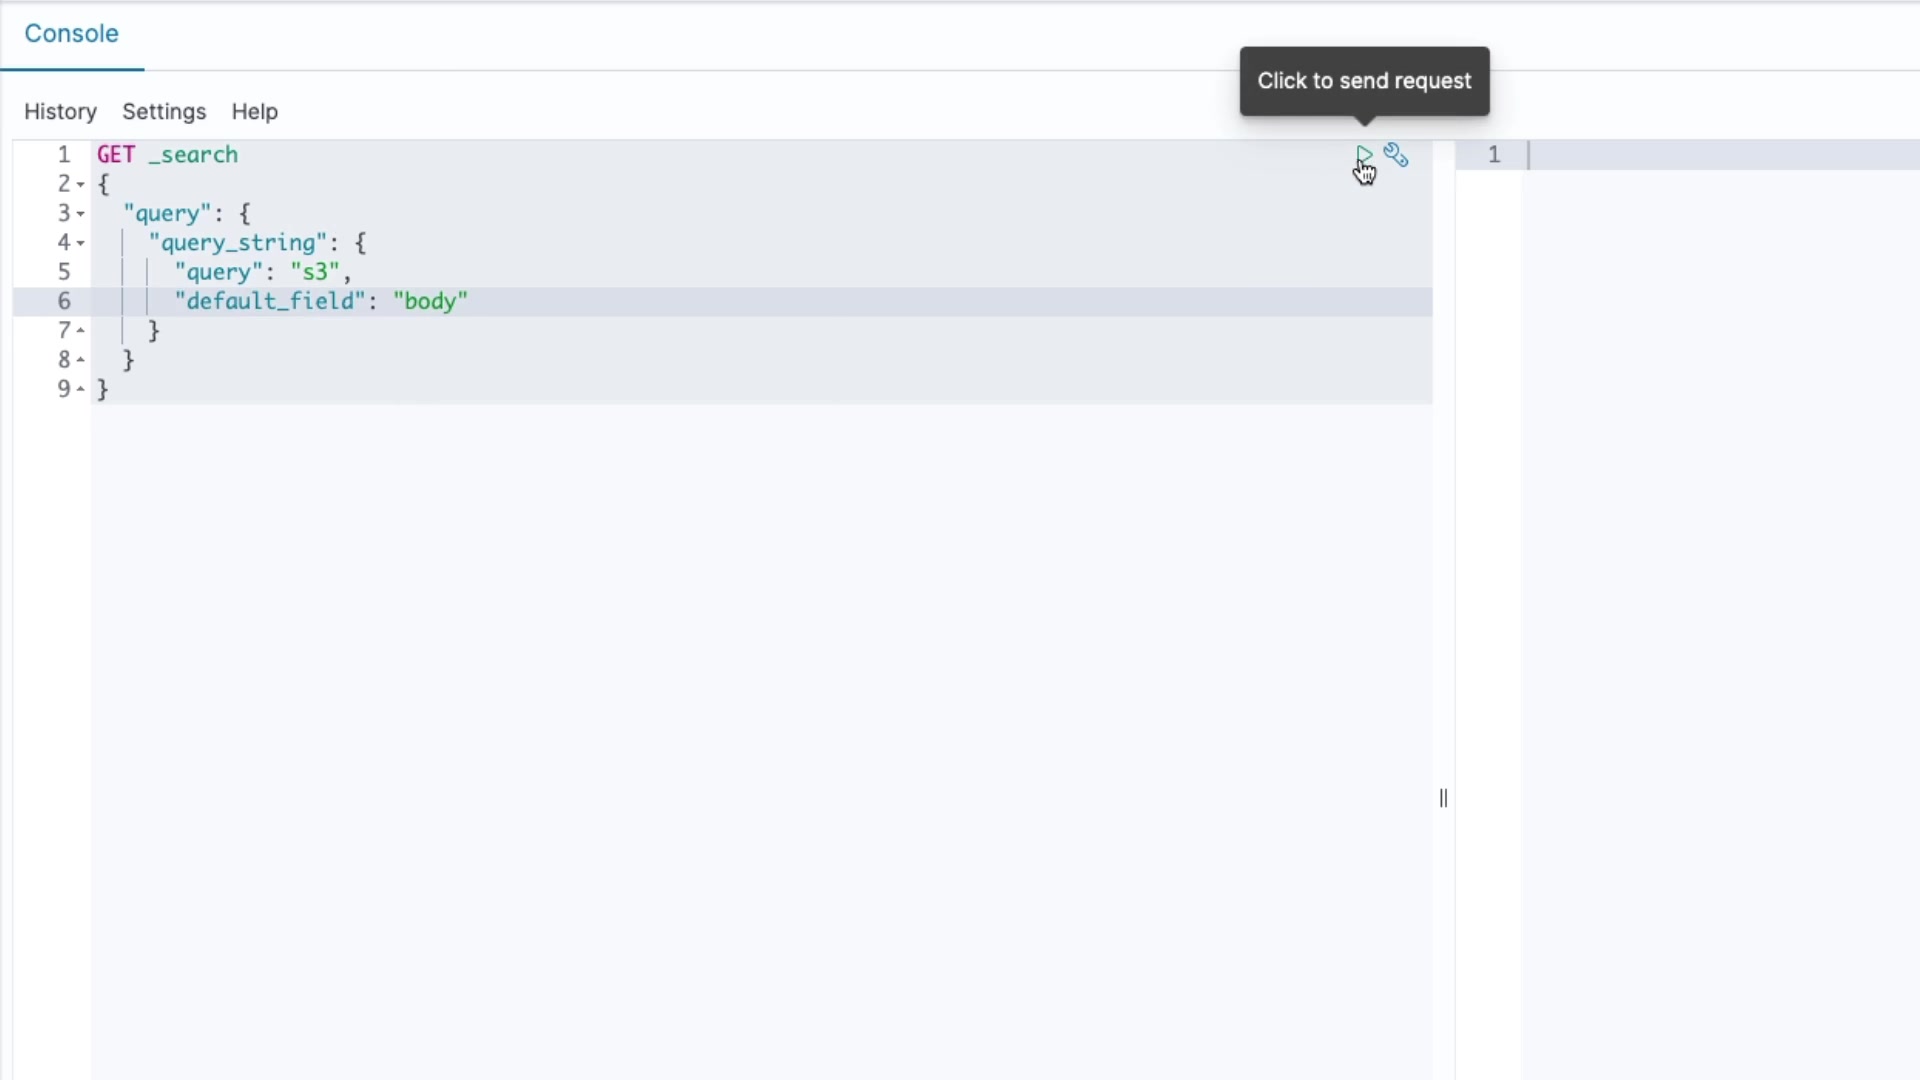 Console
Click to send request
History Settings Help
1 GET _search
2 {
3 "query": {
4 "query_string": {
5 "query": "s3",
6 "default_field": "body"
7 }
8 }
9 }
1